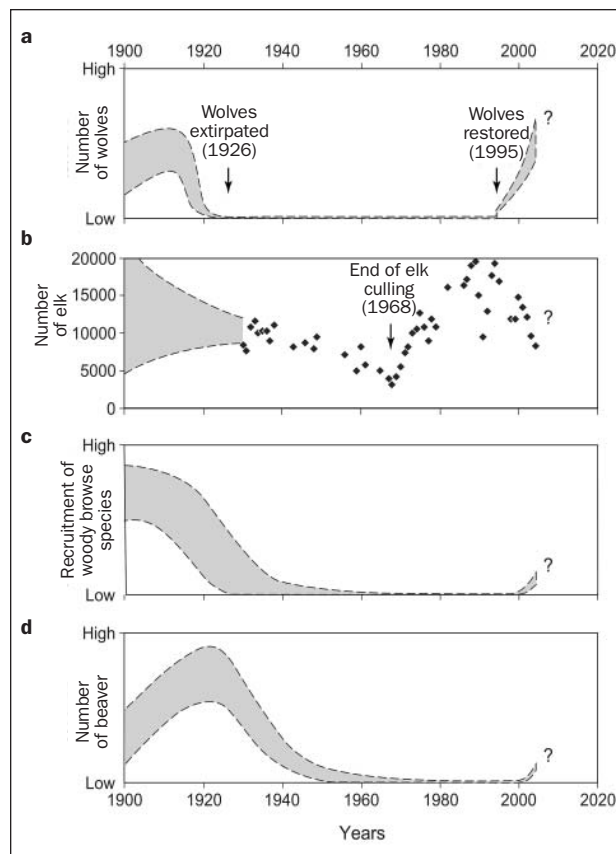 a
1900 1920 1940 1960 1980 2000 2020
High
Number
of wolves
Low
Wolves
extirpated
(1926)
Wolves
restored
(1995)
?
b
20000
15000
10000
5000
0
Number
of elk
End of elk
culling
(1968)
?
c
High
Recruitment of
woody browse
species
Low
?
d
High
Number
of beaver
Low
?
1900 1920 1940 1960 1980 2000 2020
Years